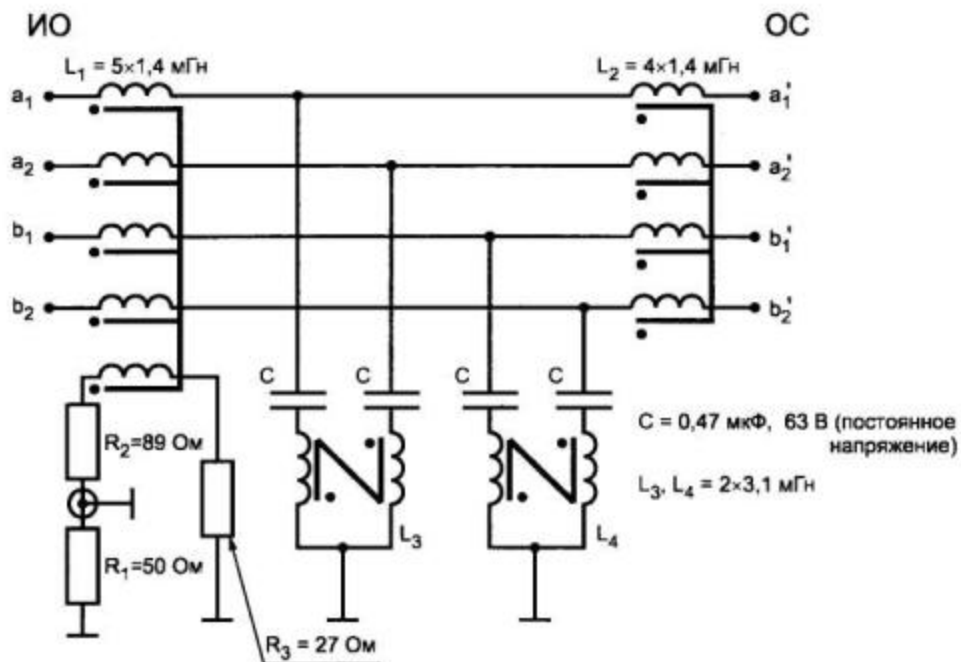 ИО
ОС
L₁ = 5×1,4 мГн
L₂ = 4×1,4 мГн
a₁
a₁'
a₂
a₂'
b₁
b₁'
b₂
b₂'
C
C
C
C
R₂=89 Ом
C = 0,47 мкФ, 63 В (постоянное
напряжение)
L₃, L₄ = 2×3,1 мГн
L₃
L₄
R₁=50 Ом
R₃ = 27 Ом